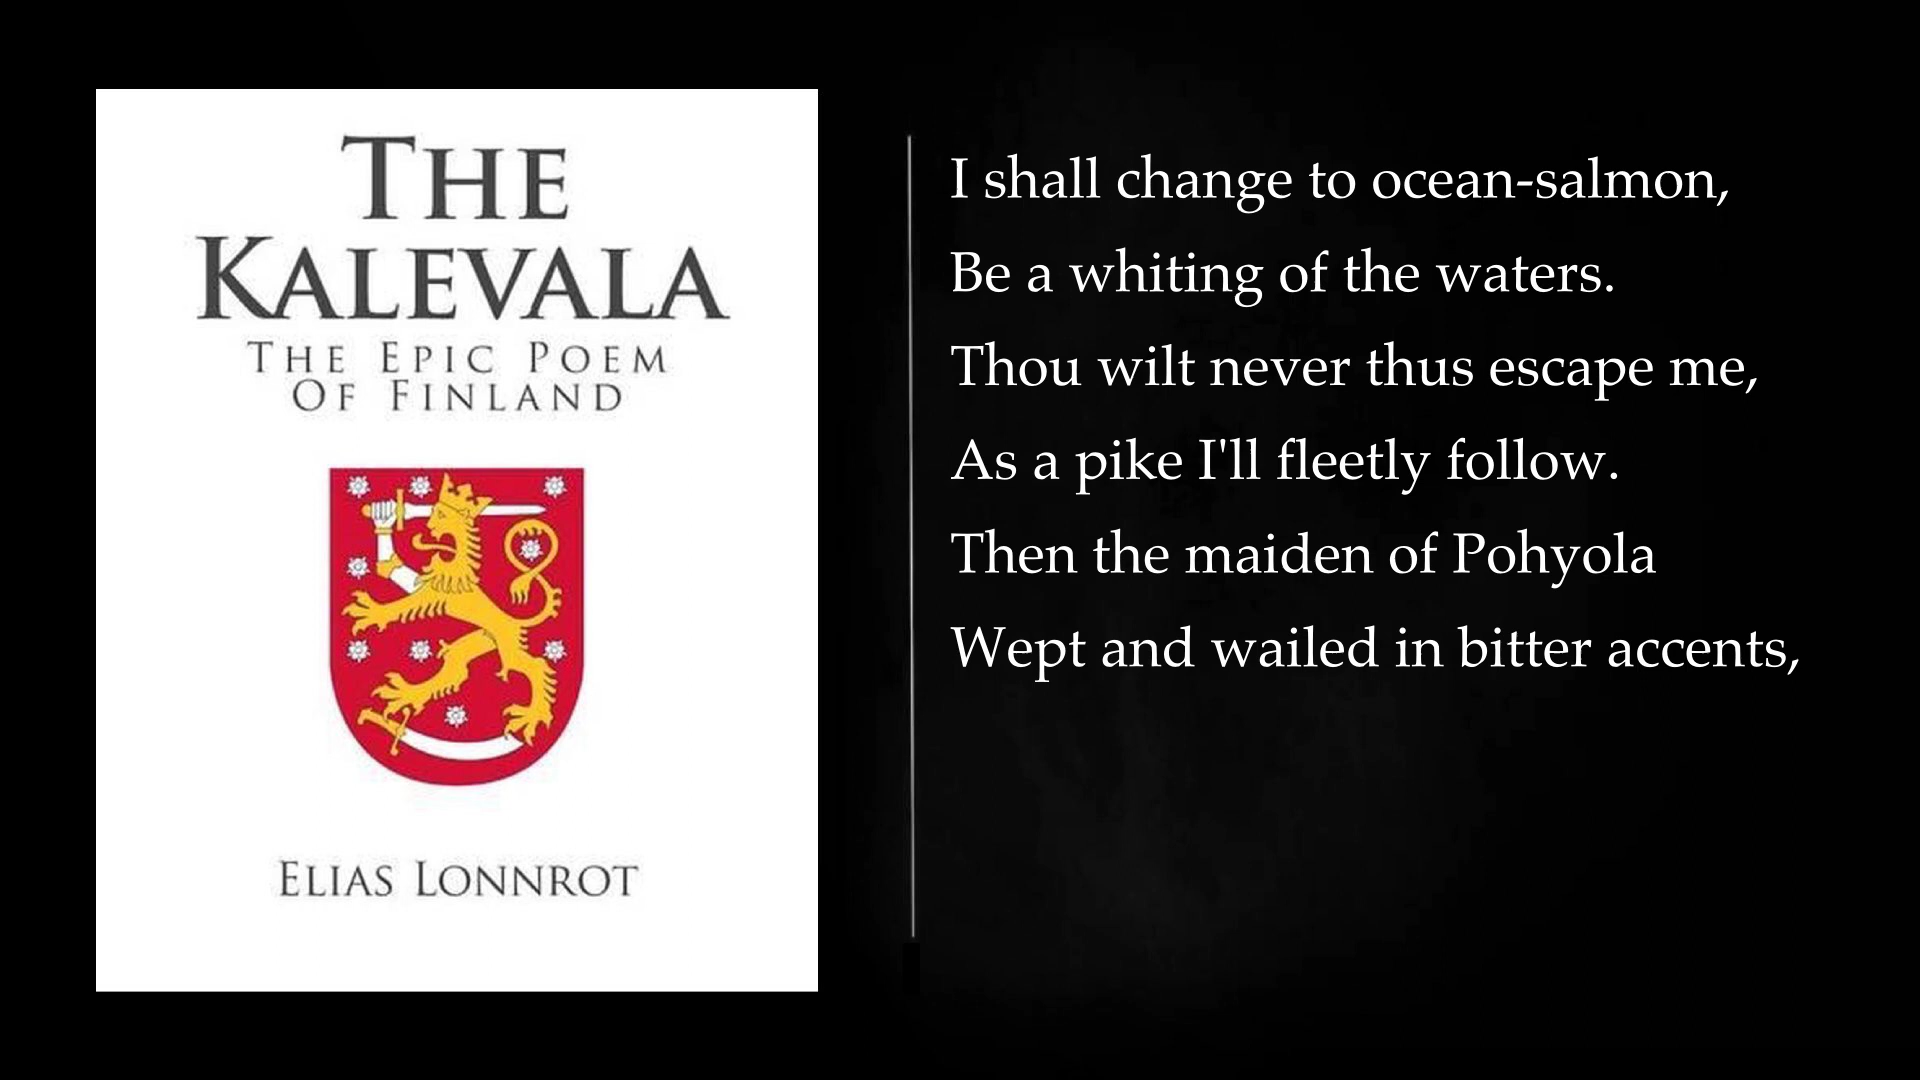 THE
KALEVALA
THE EPIC POEM
OF FINLAND
ELIAS LONNROT
I shall change to ocean-salmon,
Be a whiting of the waters.
Thou wilt never thus escape me,
As a pike I'll fleetly follow.
Then the maiden of Pohyola
Wept and wailed in bitter accents,